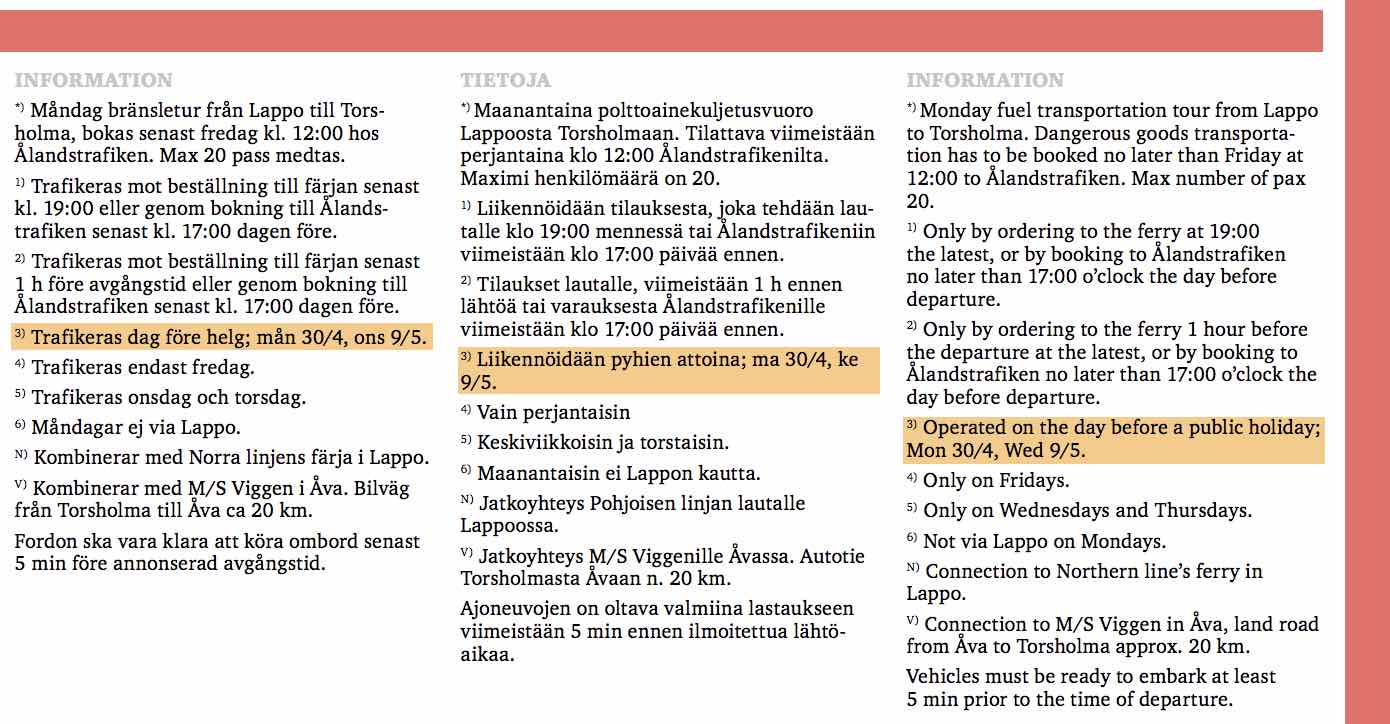 INFORMATION
*) Måndag bränsletur från Lappo till Tors-
holma, bokas senast fredag kl. 12:00 hos
Ålandstrafiken. Max 20 pass medtas.
1) Trafikeras mot beställning till färjan senast
kl. 19:00 eller genom bokning till Ålands-
trafiken senast kl. 17:00 dagen före.
2) Trafikeras mot beställning till färjan senast
1 h före avgångstid eller genom bokning till
Ålandstrafiken senast kl. 17:00 dagen före.
3) Trafikeras dag före helg; mån 30/4, ons 9/5.
4) Trafikeras endast fredag.
5) Trafikeras onsdag och torsdag.
6) Måndagar ej via Lappo.
N) Kombinerar med Norra linjens färja i Lappo.
V) Kombinerar med M/S Viggen i Åva. Bilväg
från Torsholma till Åva ca 20 km.
Fordon ska vara klara att köra ombord senast
5 min före annonserad avgångstid.
TIETOJA
*) Maanantaina polttoainekuljetusvuoro
Lappoosta Torsholmaan. Tilattava viimeistään
perjantaina klo 12:00 Ålandstrafikenilta.
Maximi henkilömäärä on 20.
1) Liikennöidään tilauksesta, joka tehdään lau-
talle klo 19:00 mennessä tai Ålandstrafikeniin
viimeistään klo 17:00 päivää ennen.
2) Tilaukset lautalle, viimeistään 1 h ennen
lähtöä tai varauksesta Ålandstrafikenille
viimeistään klo 17:00 päivää ennen.
3) Liikennöidään pyhien attoina; ma 30/4, ke
9/5.
4) Vain perjantaisin
5) Keskiviikkoisin ja torstaisin.
6) Maanantaisin ei Lappon kautta.
N) Jatkoyhteys Pohjoisen linjan lautalle
Lappoossa.
V) Jatkoyhteys M/S Viggenille Åvassa. Autotie
Torsholmasta Åvaan n. 20 km.
Ajoneuvojen on oltava valmiina lastaukseen
viimeistään 5 min ennen ilmoitettua lähtö-
aikaa.
INFORMATION
*) Monday fuel transportation tour from Lappo
to Torsholma. Dangerous goods transporta-
tion has to be booked no later than Friday at
12:00 to Ålandstrafiken. Max number of pax
20.
1) Only by ordering to the ferry at 19:00
the latest, or by booking to Ålandstrafiken
no later than 17:00 o’clock the day before
departure.
2) Only by ordering to the ferry 1 hour before
the departure at the latest, or by booking to
Ålandstrafiken no later than 17:00 o’clock the
day before departure.
3) Operated on the day before a public holiday;
Mon 30/4, Wed 9/5.
4) Only on Fridays.
5) Only on Wednesdays and Thursdays.
6) Not via Lappo on Mondays.
N) Connection to Northern line’s ferry in
Lappo.
V) Connection to M/S Viggen in Åva, land road
from Åva to Torsholma approx. 20 km.
Vehicles must be ready to embark at least
5 min prior to the time of departure.